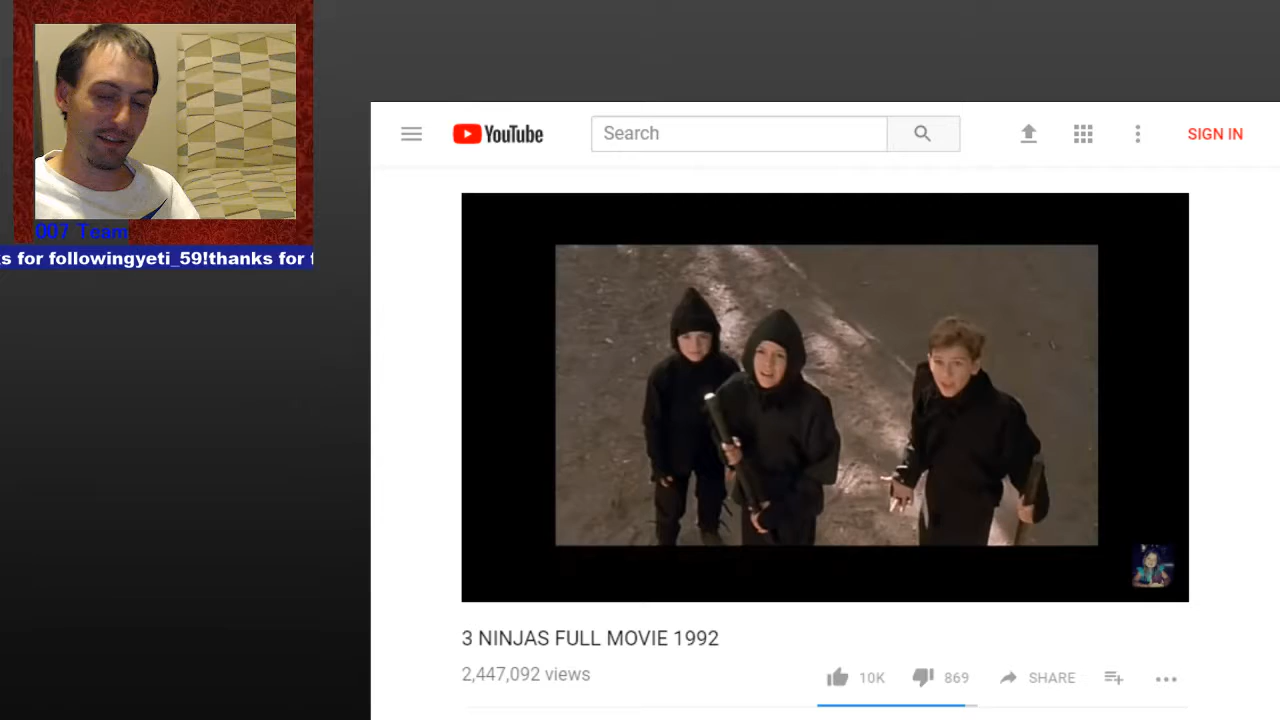 YouTube
Search
SIGN IN
007 Team
s for followingyeti_59!thanks for f
3 NINJAS FULL MOVIE 1992
2,447,092 views
10K
869
SHARE